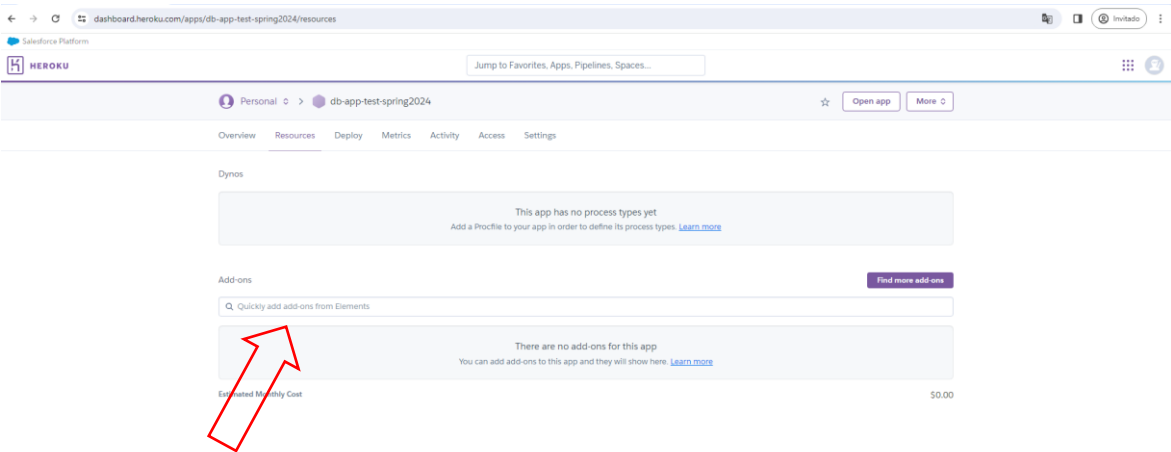 dashboard.heroku.com/apps/db-app-test-spring2024/resources
Invitado
Salesforce Platform
HEROKU
Jump to Favorites, Apps, Pipelines, Spaces...
Personal > db-app-test-spring2024
Open app
More
Overview Resources Deploy Metrics Activity Access Settings
Dynos
This app has no process types yet
Add a Procfile to your app in order to define its process types. Learn more
Add-ons
Find more add-ons
Quickly add add-ons from Elements
There are no add-ons for this app
You can add add-ons to this app and they will show here. Learn more
Estimated Monthly Cost
$0.00